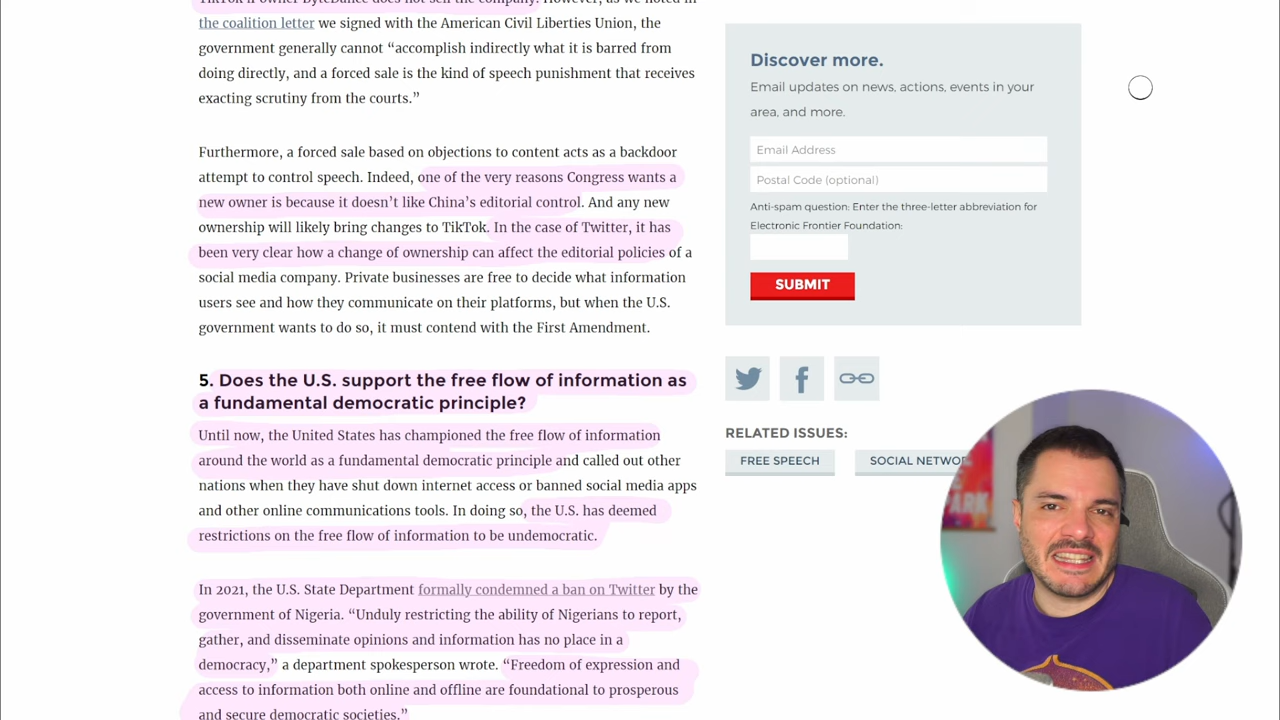 TikTok if owner ByteDance does not sell the company. However, as we noted in
the coalition letter we signed with the American Civil Liberties Union, the
government generally cannot “accomplish indirectly what it is barred from
doing directly, and a forced sale is the kind of speech punishment that receives
exacting scrutiny from the courts.”
Furthermore, a forced sale based on objections to content acts as a backdoor
attempt to control speech. Indeed, one of the very reasons Congress wants a
new owner is because it doesn’t like China’s editorial control. And any new
ownership will likely bring changes to TikTok. In the case of Twitter, it has
been very clear how a change of ownership can affect the editorial policies of a
social media company. Private businesses are free to decide what information
users see and how they communicate on their platforms, but when the U.S.
government wants to do so, it must contend with the First Amendment.
5. Does the U.S. support the free flow of information as
a fundamental democratic principle?
Until now, the United States has championed the free flow of information
around the world as a fundamental democratic principle and called out other
nations when they have shut down internet access or banned social media apps
and other online communications tools. In doing so, the U.S. has deemed
restrictions on the free flow of information to be undemocratic.
In 2021, the U.S. State Department formally condemned a ban on Twitter by the
government of Nigeria. “Unduly restricting the ability of Nigerians to report,
gather, and disseminate opinions and information has no place in a
democracy,” a department spokesperson wrote. “Freedom of expression and
access to information both online and offline are foundational to prosperous
and secure democratic societies.”
Discover more.
Email updates on news, actions, events in your
area, and more.
Email Address
Postal Code (optional)
Anti-spam question: Enter the three-letter abbreviation for
Electronic Frontier Foundation:
SUBMIT
RELATED ISSUES:
FREE SPEECH
SOCIAL NETWO